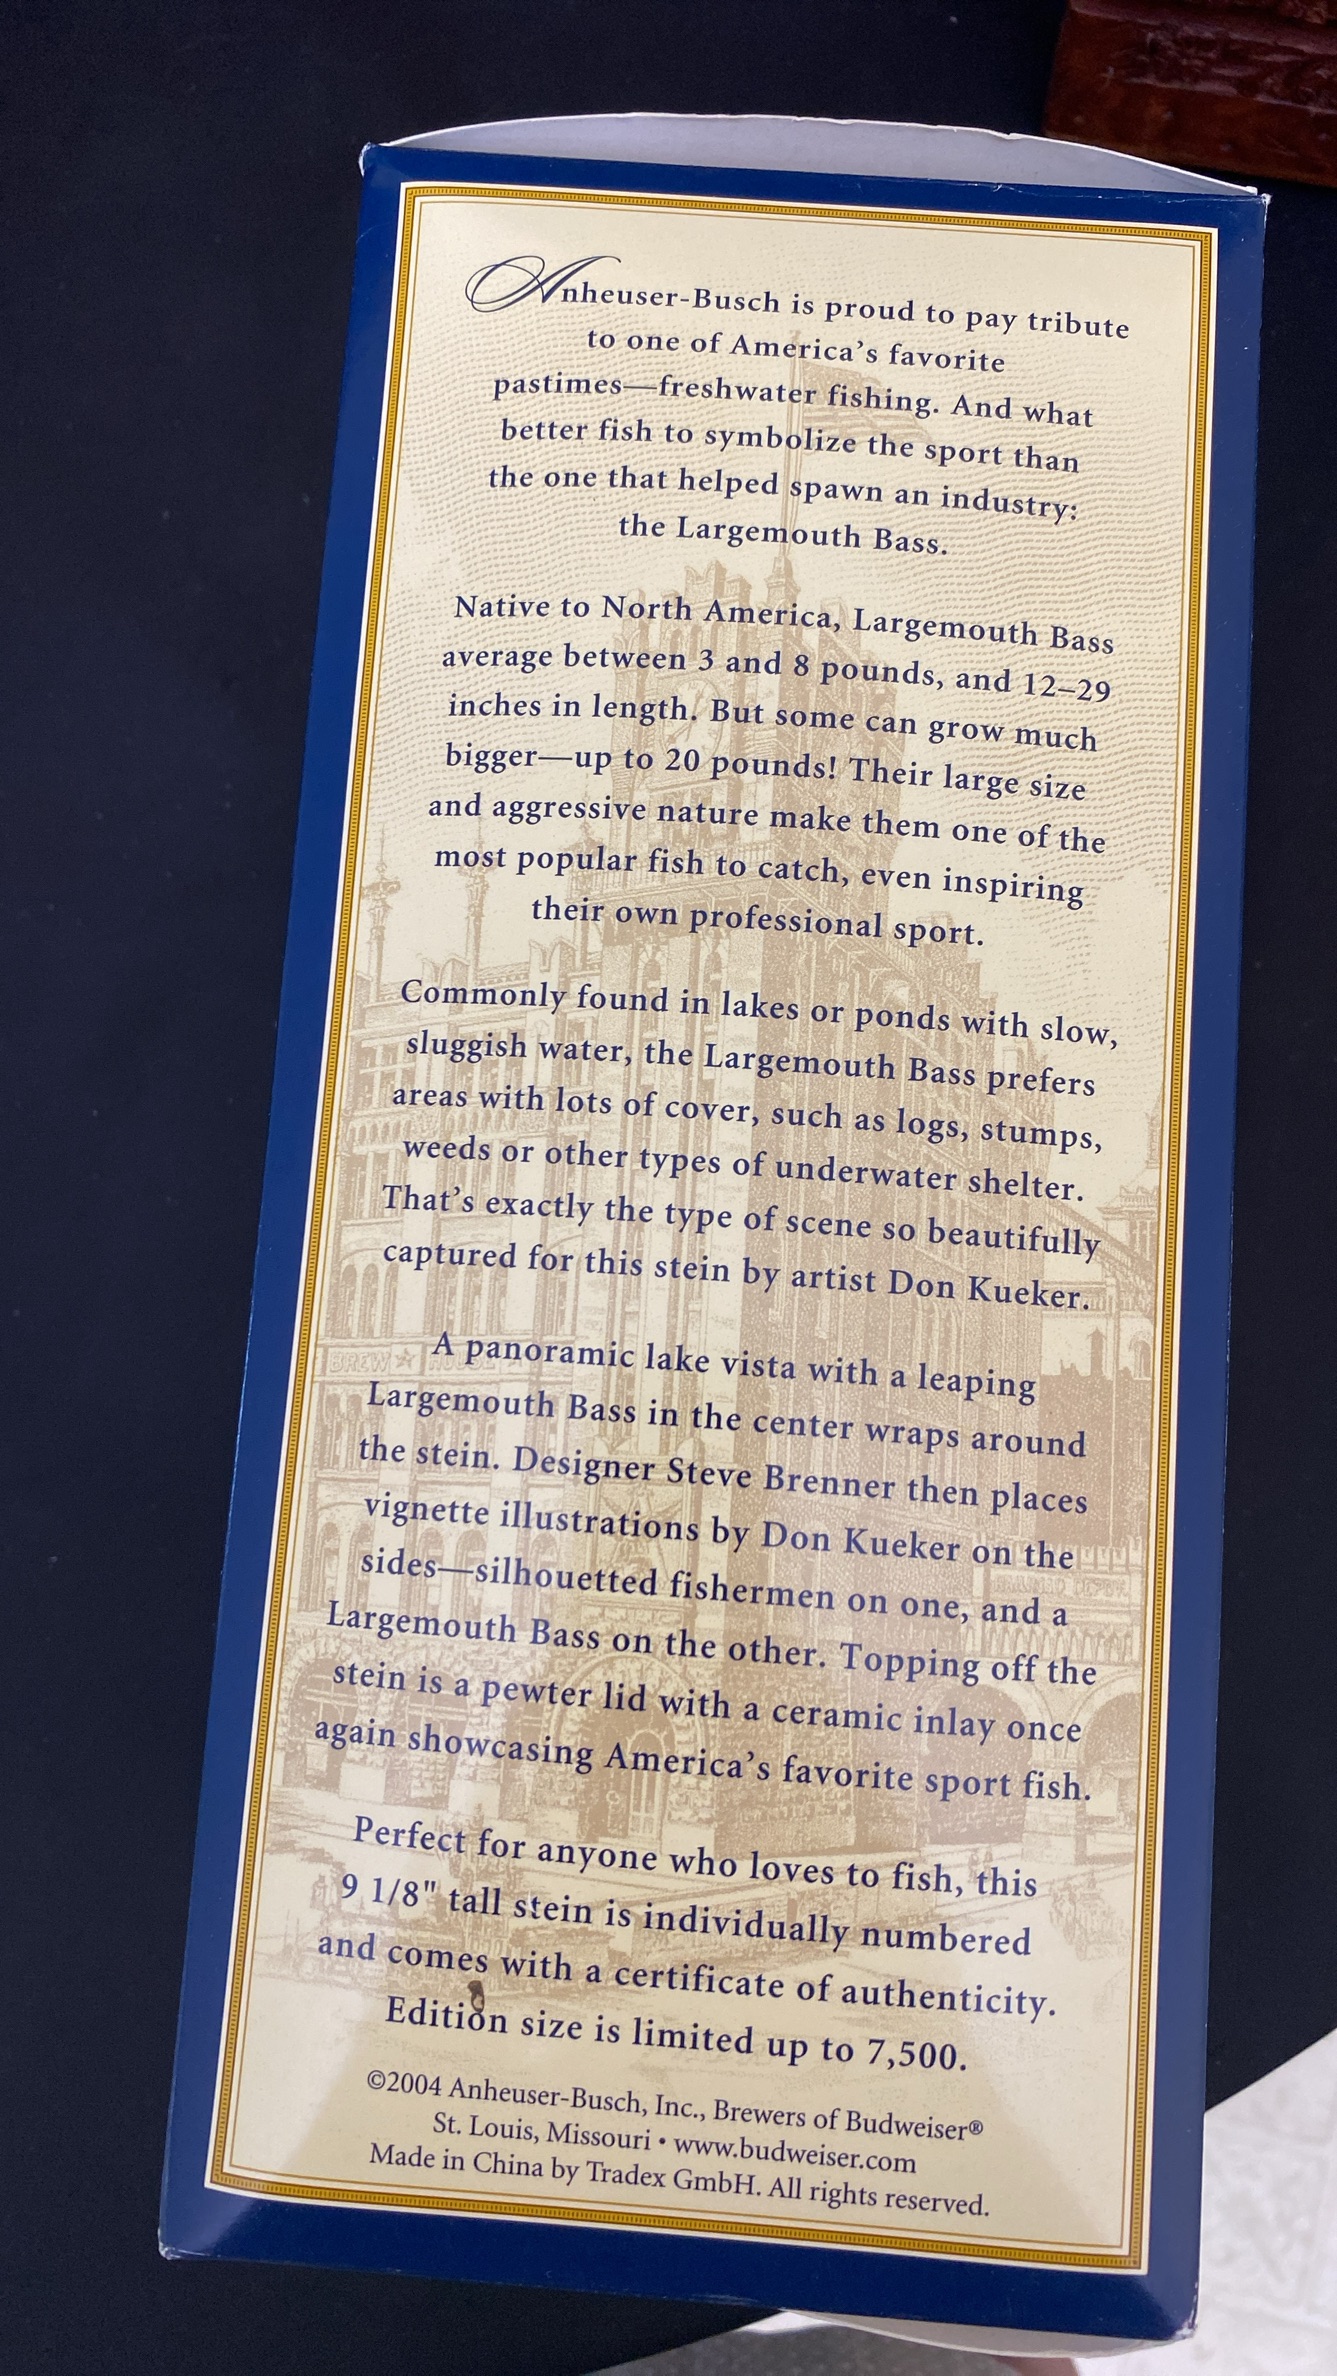 Anheuser-Busch is proud to pay tribute
to one of America's favorite
pastimes—freshwater fishing. And what
better fish to symbolize the sport than
the one that helped spawn an industry:
the Largemouth Bass.
Native to North America, Largemouth Bass
average between 3 and 8 pounds, and 12–29
inches in length. But some can grow much
bigger—up to 20 pounds! Their large size
and aggressive nature make them one of the
most popular fish to catch, even inspiring
their own professional sport.
Commonly found in lakes or ponds with slow,
sluggish water, the Largemouth Bass prefers
areas with lots of cover, such as logs, stumps,
weeds or other types of underwater shelter.
That's exactly the type of scene so beautifully
captured for this stein by artist Don Kueker.
BREW ★ HOUSE
A panoramic lake vista with a leaping
Largemouth Bass in the center wraps around
the stein. Designer Steve Brenner then places
vignette illustrations by Don Kueker on the
sides—silhouetted fishermen on one, and a
Largemouth Bass on the other. Topping off the
stein is a pewter lid with a ceramic inlay once
again showcasing America's favorite sport fish.
Perfect for anyone who loves to fish, this
9 1/8" tall stein is individually numbered
and comes with a certificate of authenticity.
Edition size is limited up to 7,500.
©2004 Anheuser-Busch, Inc., Brewers of Budweiser®
St. Louis, Missouri • www.budweiser.com
Made in China by Tradex GmbH. All rights reserved.